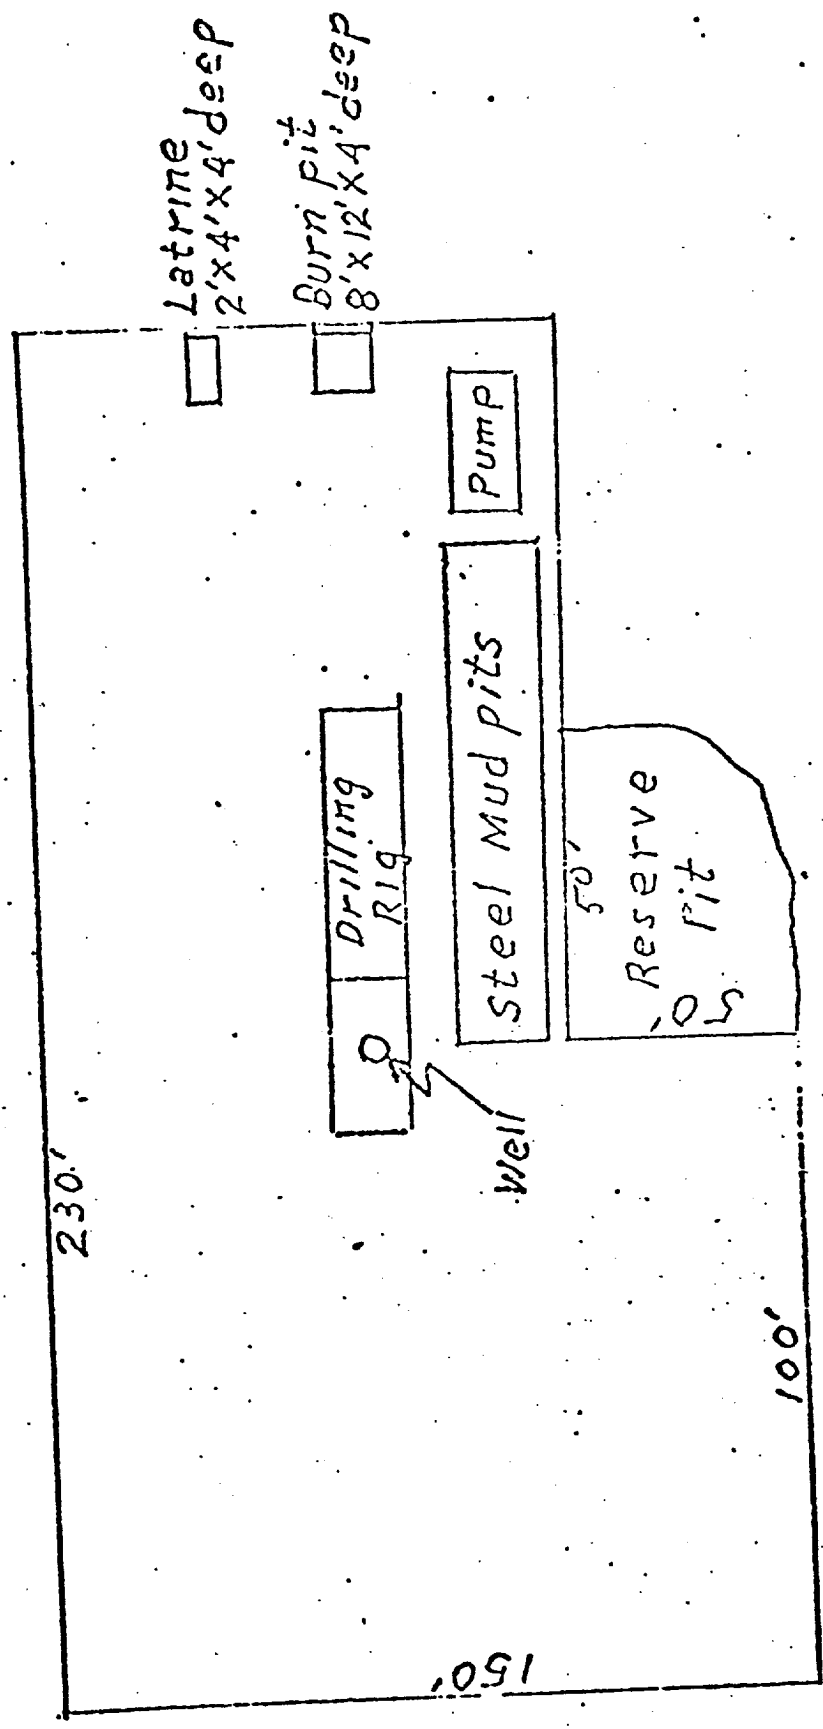 230'
Latrine
2'x4'x4'deep
Burn pit
8'x12'x4'deep
Drilling
Rig
Well
Pump
Steel Mud pits
50'
Reserve
Pit
50'
100'
150'